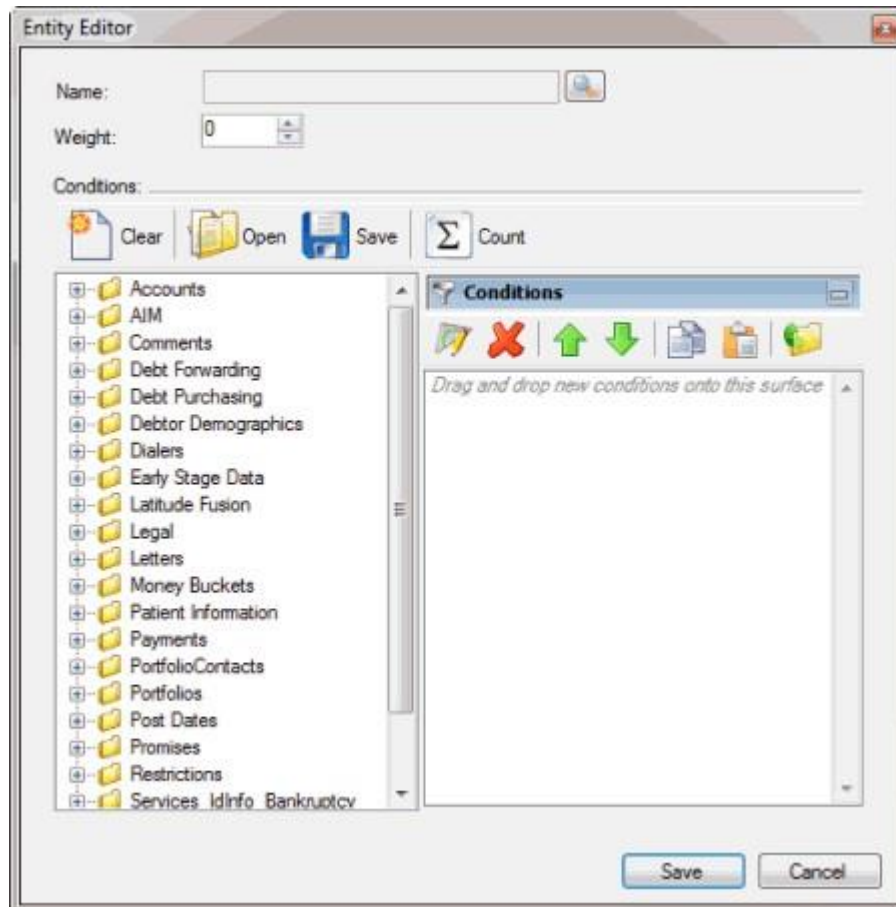 Entity Editor
Name:
Weight: 0
Conditions:
Clear Open Save Σ Count
Accounts
AIM
Comments
Debt Forwarding
Debt Purchasing
Debtor Demographics
Dialers
Early Stage Data
Latitude Fusion
Legal
Letters
Money Buckets
Patient Information
Payments
PortfolioContacts
Portfolios
Post Dates
Promises
Restrictions
Services_IdInfo_Bankruptcy
Conditions
Drag and drop new conditions onto this surface
Save Cancel